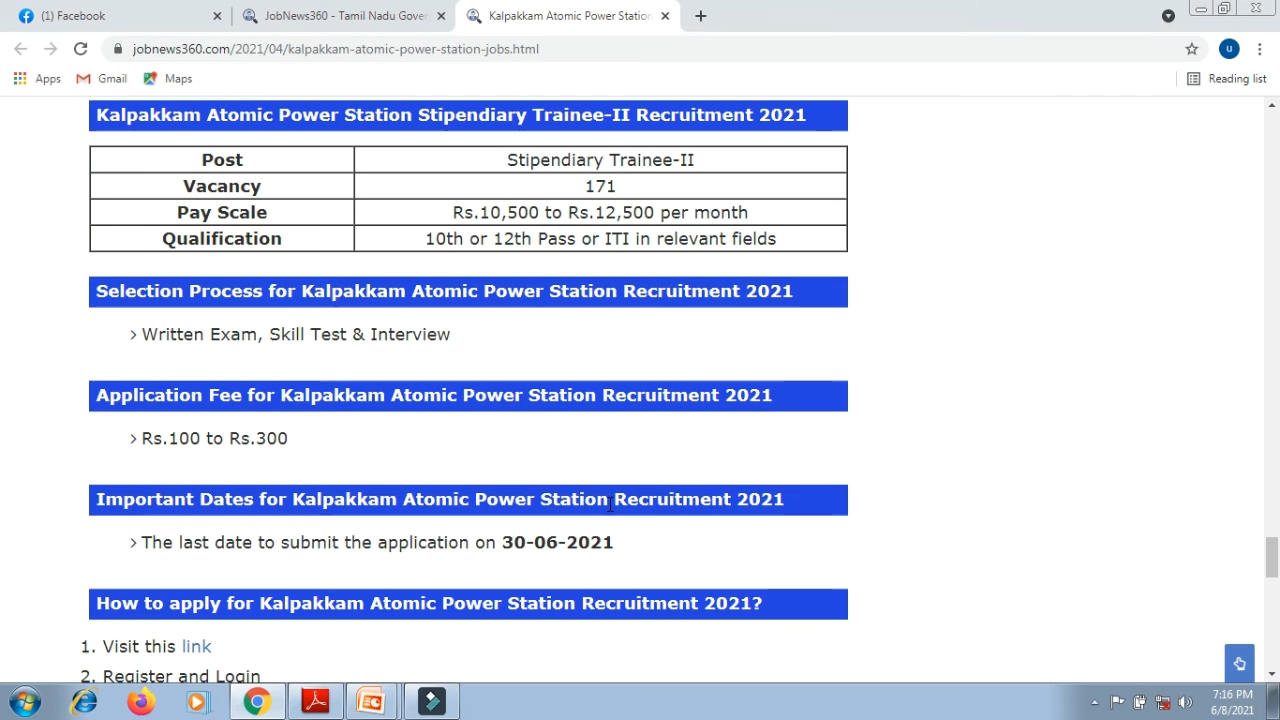 (1) Facebook
JobNews360 - Tamil Nadu Gover
Kalpakkam Atomic Power Station
jobnews360.com/2021/04/kalpakkam-atomic-power-station-jobs.html
u
Apps
Gmail
Maps
Reading list
Kalpakkam Atomic Power Station Stipendiary Trainee-II Recruitment 2021
Post Stipendiary Trainee-II
Vacancy 171
Pay Scale Rs.10,500 to Rs.12,500 per month
Qualification 10th or 12th Pass or ITI in relevant fields
Selection Process for Kalpakkam Atomic Power Station Recruitment 2021
Written Exam, Skill Test & Interview
Application Fee for Kalpakkam Atomic Power Station Recruitment 2021
Rs.100 to Rs.300
Important Dates for Kalpakkam Atomic Power Station Recruitment 2021
The last date to submit the application on 30-06-2021
How to apply for Kalpakkam Atomic Power Station Recruitment 2021?
1. Visit this link
2. Register and Login
7:16 PM
6/8/2021